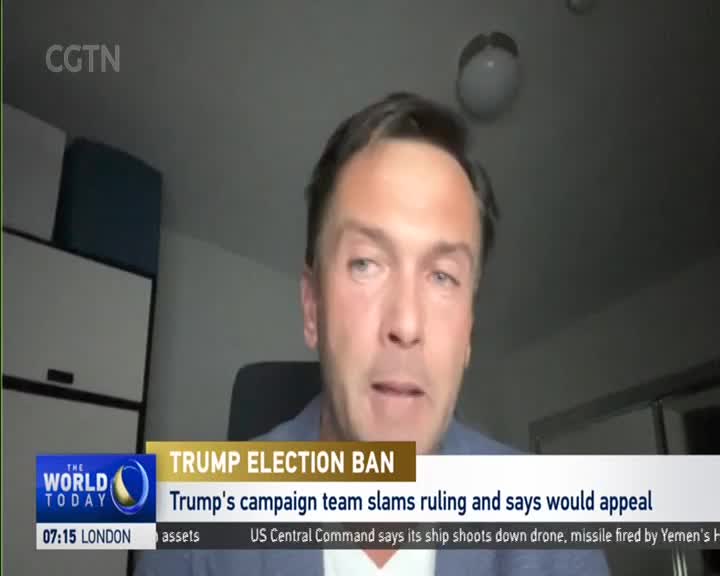 CGTN
TRUMP ELECTION BAN
THE
WORLD
TODAY
Trump's campaign team slams ruling and says would appeal
07:15 LONDON
assets US Central Command says its ship shoots down drone, missile fired by Yemen's